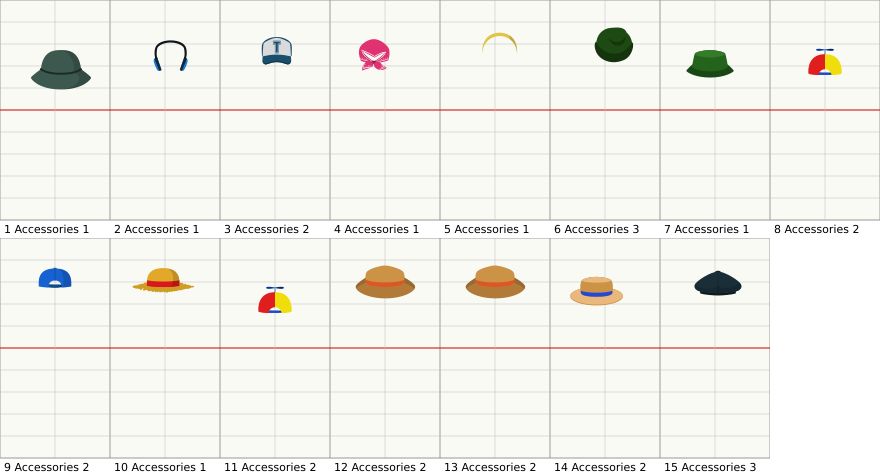 T
1 Accessories 1
2 Accessories 1
3 Accessories 2
4 Accessories 1
5 Accessories 1
6 Accessories 3
7 Accessories 1
8 Accessories 2
9 Accessories 2
10 Accessories 1
11 Accessories 2
12 Accessories 2
13 Accessories 2
14 Accessories 2
15 Accessories 3